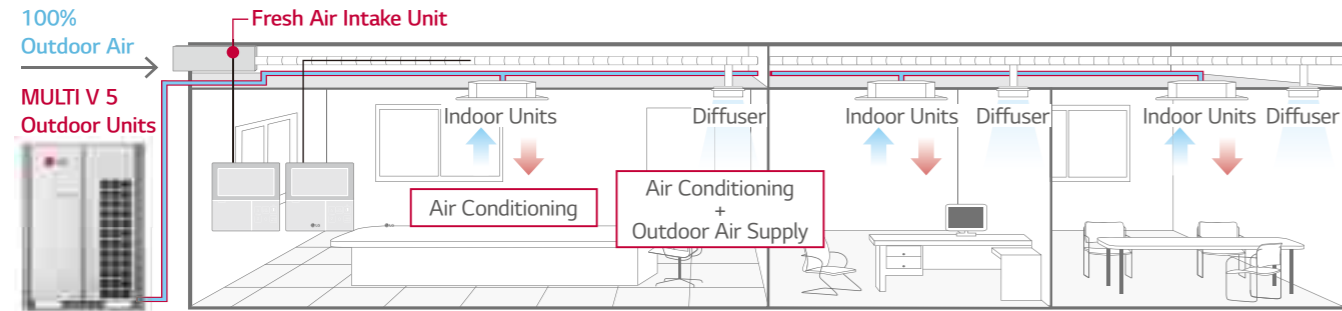 100%
Outdoor Air
Fresh Air Intake Unit
MULTI V 5
Outdoor Units
Indoor Units
Diffuser
Indoor Units
Diffuser
Indoor Units
Diffuser
Air Conditioning
Air Conditioning
+
Outdoor Air Supply